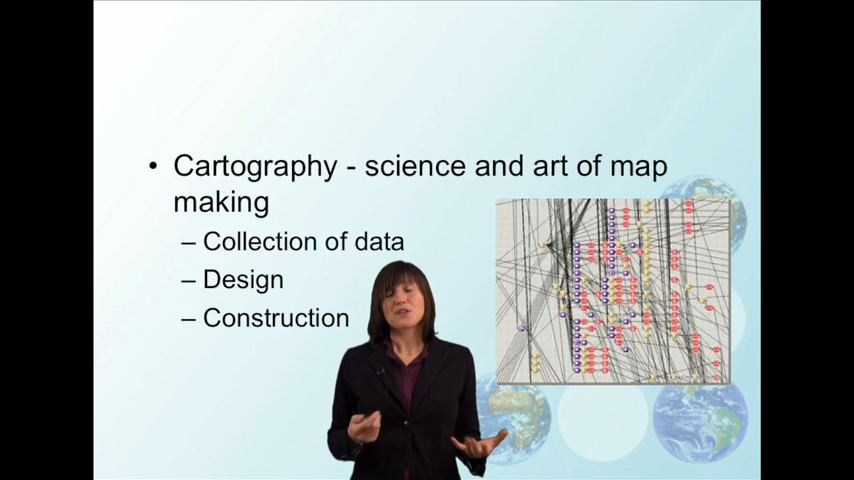 • Cartography - science and art of map
making
– Collection of data
– Design
– Construction